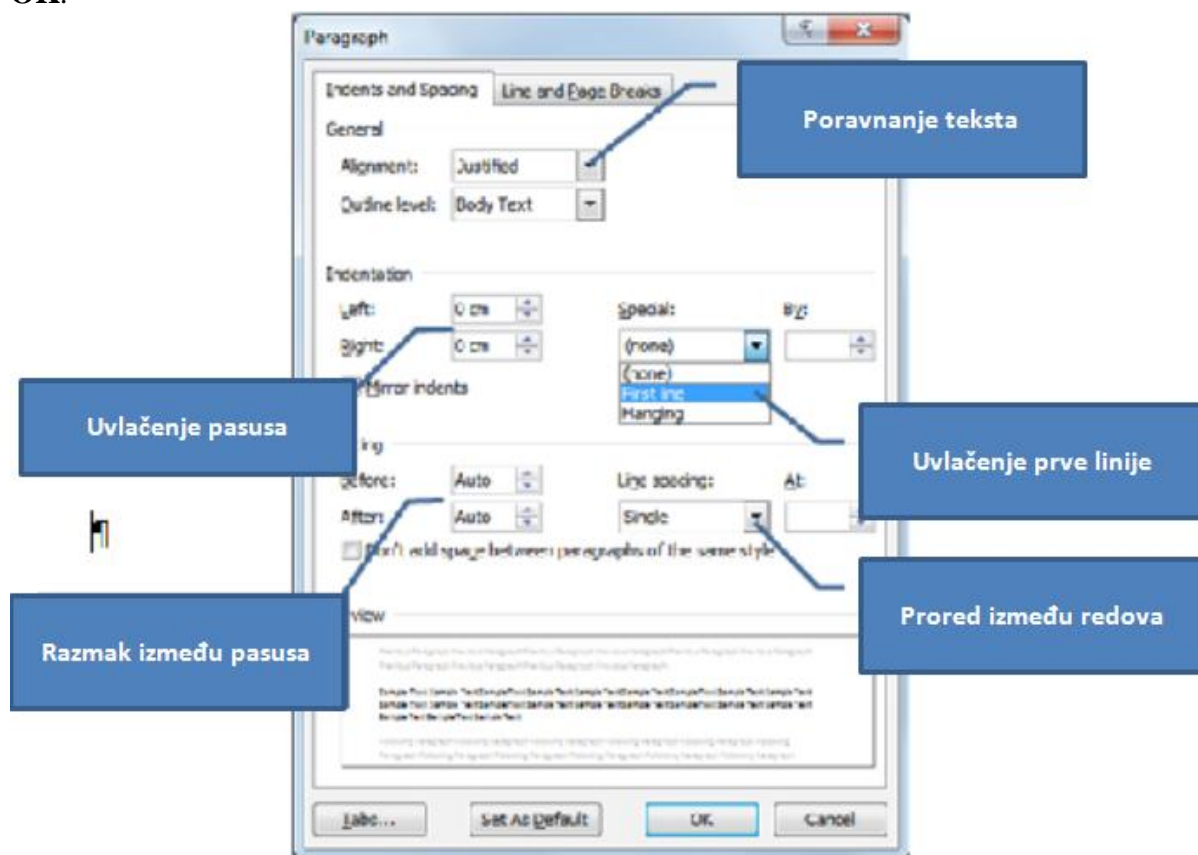 OK.
Paragraph
Indents and Spacing
Line and Page Breaks
Poravnanje teksta
General
Alignment:
Justified
Outline level:
Body Text
Indentation
Left:
0 cm
Special:
By:
Right:
0 cm
(none)
(none)
Mirror indents
First line
Hanging
Uvlačenje pasusa
Uvlačenje prve linije
Before:
Auto
Line spacing:
At:
After:
Auto
Single
¶
Don't add space between paragraphs of the same style
Prored između redova
Razmak između pasusa
Tabs...
Set As Default
OK
Cancel